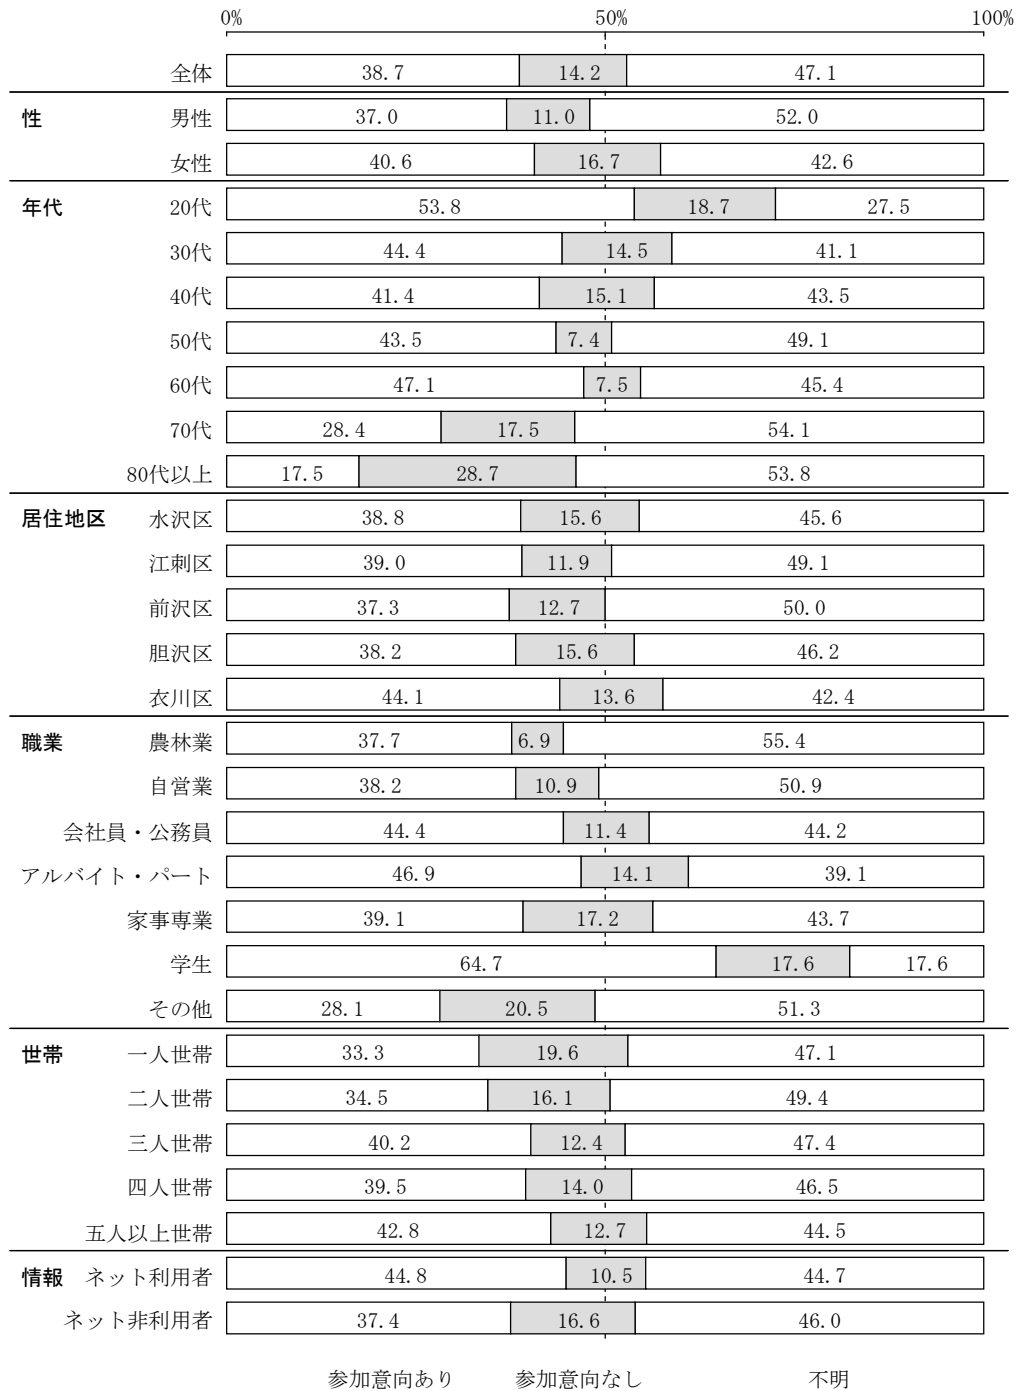 0% 50% 100%
全体 38.7 14.2 47.1
性 男性 37.0 11.0 52.0
女性 40.6 16.7 42.6
年代 20代 53.8 18.7 27.5
30代 44.4 14.5 41.1
40代 41.4 15.1 43.5
50代 43.5 7.4 49.1
60代 47.1 7.5 45.4
70代 28.4 17.5 54.1
80代以上 17.5 28.7 53.8
居住地区 水沢区 38.8 15.6 45.6
江刺区 39.0 11.9 49.1
前沢区 37.3 12.7 50.0
胆沢区 38.2 15.6 46.2
衣川区 44.1 13.6 42.4
職業 農林業 37.7 6.9 55.4
自営業 38.2 10.9 50.9
会社員・公務員 44.4 11.4 44.2
アルバイト・パート 46.9 14.1 39.1
家事専業 39.1 17.2 43.7
学生 64.7 17.6 17.6
その他 28.1 20.5 51.3
世帯 一人世帯 33.3 19.6 47.1
二人世帯 34.5 16.1 49.4
三人世帯 40.2 12.4 47.4
四人世帯 39.5 14.0 46.5
五人以上世帯 42.8 12.7 44.5
情報 ネット利用者 44.8 10.5 44.7
ネット非利用者 37.4 16.6 46.0
参加意向あり 参加意向なし 不明